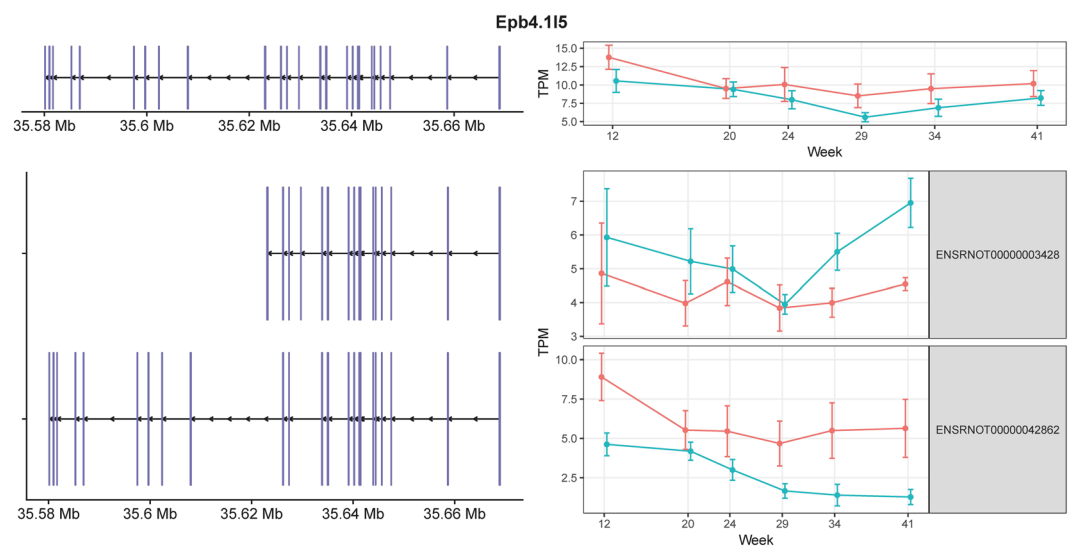 Epb4.1l5
35.58 Mb 35.6 Mb 35.62 Mb 35.64 Mb 35.66 Mb
TPM
15.0
12.5
10.0
7.5
5.0
12 20 24 29 34 41
Week
35.58 Mb 35.6 Mb 35.62 Mb 35.64 Mb 35.66 Mb
TPM
7
6
5
4
3
ENSRNOT00000003428
10.0
7.5
5.0
2.5
ENSRNOT00000042862
12 20 24 29 34 41
Week